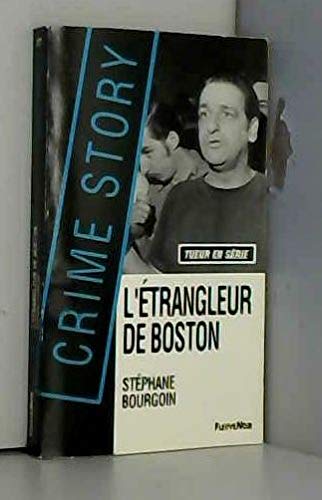 CRIME STORY
TUEUR EN SÉRIE
L'ÉTRANGLEUR
DE BOSTON
STÉPHANE
BOURGOIN
FLEUVE NOIR